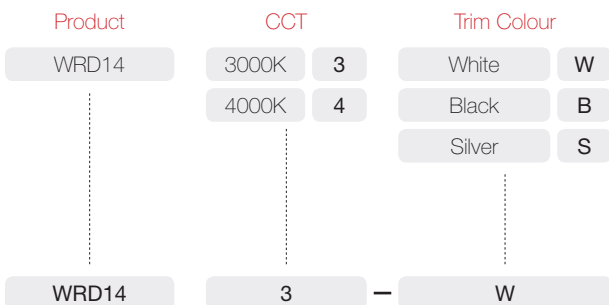 Product CCT Trim Colour
WRD14 3000K 3 White W
4000K 4 Black B
Silver S
WRD14 3 – W